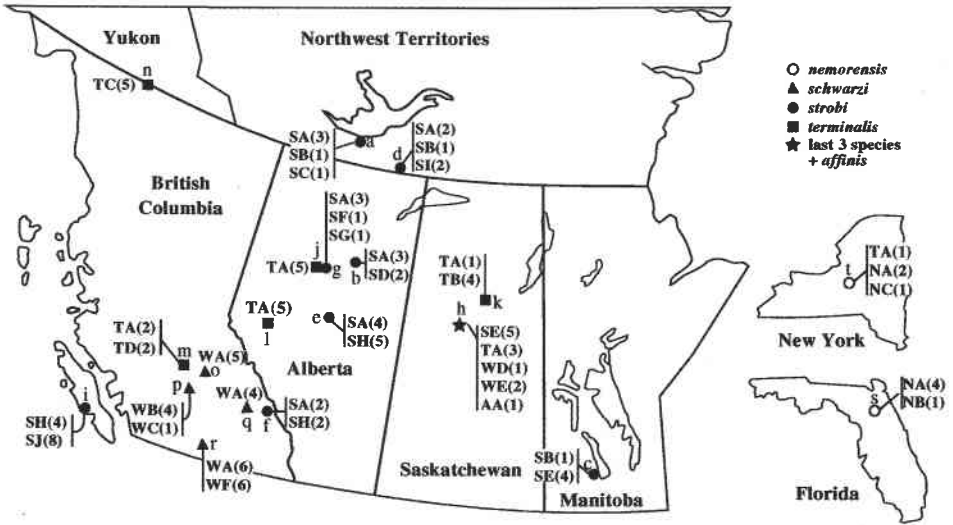 Yukon
Northwest Territories
n
TC(5)
○ nemorensis
▲ schwarzi
● strobi
■ terminalis
★ last 3 species
+ affinis
SA(3)
SB(1)
SC(1)
a
d
SA(2)
SB(1)
SI(2)
British
Columbia
SA(3)
SF(1)
SG(1)
j
TA(5)
g
b
SA(3)
SD(2)
TA(1)
TB(4)
k
h
TA(5)
l
e
SA(4)
SH(5)
SE(5)
TA(3)
WD(1)
WE(2)
AA(1)
TA(1)
NA(2)
NC(1)
t
New York
TA(2)
TD(2)
m
WA(5)
o
Alberta
p
WB(4)
WC(1)
WA(4)
q
f
SA(2)
SH(2)
i
SH(4)
SJ(8)
r
WA(6)
WF(6)
Saskatchewan
SB(1)
SE(4)
c
Manitoba
NA(4)
NB(1)
s
Florida